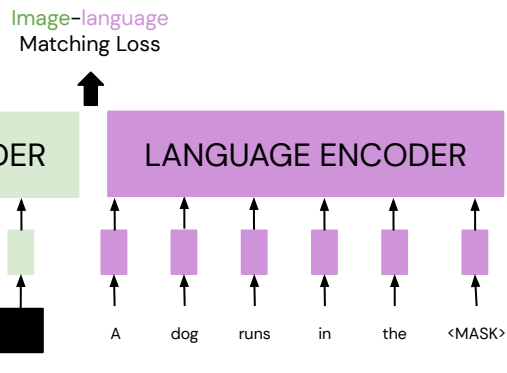 Image-language
Matching Loss
DER
LANGUAGE ENCODER
A dog runs in the <MASK>